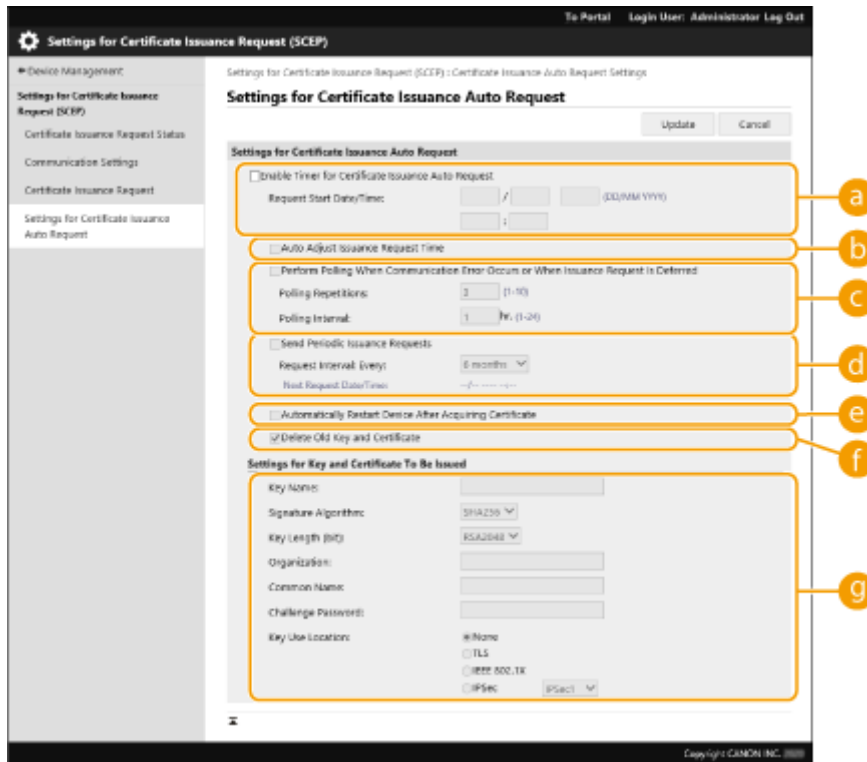 To Portal Login User: Administrator Log Out
Settings for Certificate Issuance Request (SCEP)
Device Management
Settings for Certificate Issuance Request (SCEP)
Certificate Issuance Request Status
Communication Settings
Certificate Issuance Request
Settings for Certificate Issuance
Auto Request
Settings for Certificate Issuance Request (SCEP) : Certificate Issuance Auto Request Settings
Settings for Certificate Issuance Auto Request
Update Cancel
Settings for Certificate Issuance Auto Request
Enable Timer for Certificate Issuance Auto Request
Request Start Date/Time: / (DD/MM YYYY)
:
a
Auto Adjust Issuance Request Time
b
Perform Polling When Communication Error Occurs or When Issuance Request Is Deferred
Polling Repetitions: (1-10)
Polling Interval: 1 hr. (1-24)
c
Send Periodic Issuance Requests
Request Interval: Every: 6 months
Next Request Date/Time: --/-- ---- --:--
d
Automatically Restart Device After Acquiring Certificate
e
Delete Old Key and Certificate
f
Settings for Key and Certificate To Be Issued
Key Name:
Signature Algorithm: SHA256
Key Length (bit): RSA2048
Organization:
Common Name:
Challenge Password:
Key Use Location: None
TLS
IEEE 802.1X
IPSec IPSec1
g
Copyright CANON INC.